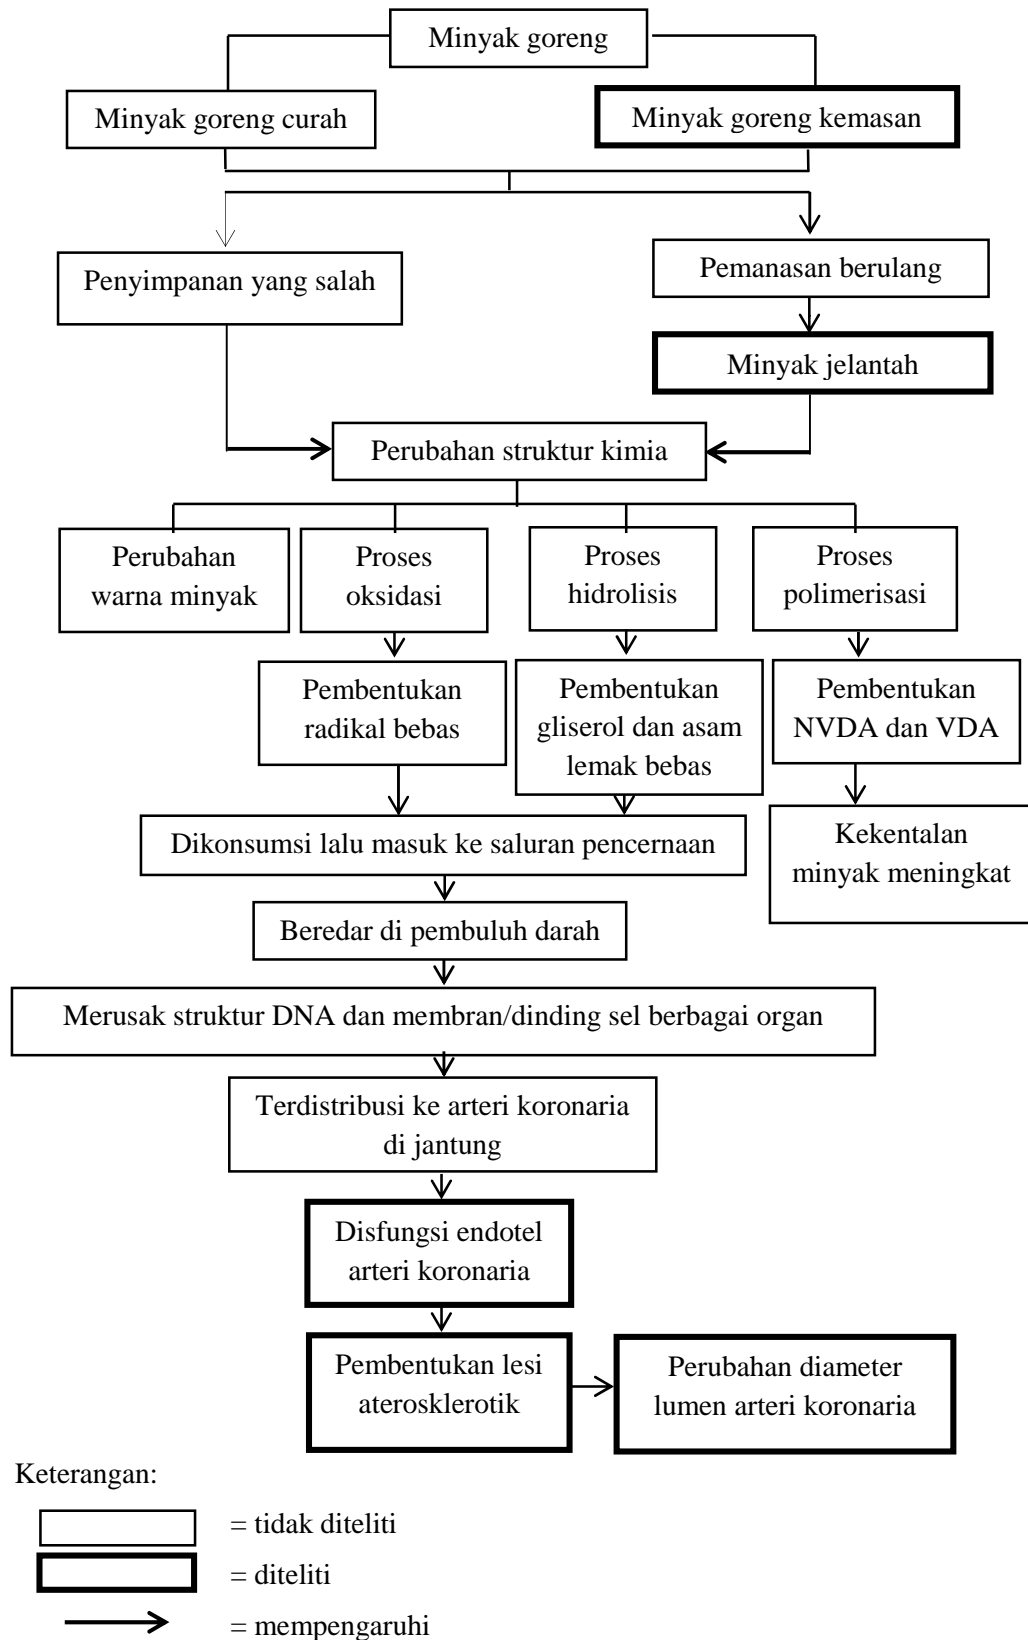 Minyak goreng
Minyak goreng curah
Minyak goreng kemasan
Penyimpanan yang salah
Pemanasan berulang
Minyak jelantah
Perubahan struktur kimia
Perubahan
warna minyak
Proses
oksidasi
Proses
hidrolisis
Proses
polimerisasi
Pembentukan
radikal bebas
Pembentukan
gliserol dan asam
lemak bebas
Pembentukan
NVDA dan VDA
Dikonsumsi lalu masuk ke saluran pencernaan
Kekentalan
minyak meningkat
Beredar di pembuluh darah
Merusak struktur DNA dan membran/dinding sel berbagai organ
Terdistribusi ke arteri koronaria
di jantung
Disfungsi endotel
arteri koronaria
Pembentukan lesi
aterosklerotik
Perubahan diameter
lumen arteri koronaria
Keterangan:
= tidak diteliti
= diteliti
= mempengaruhi